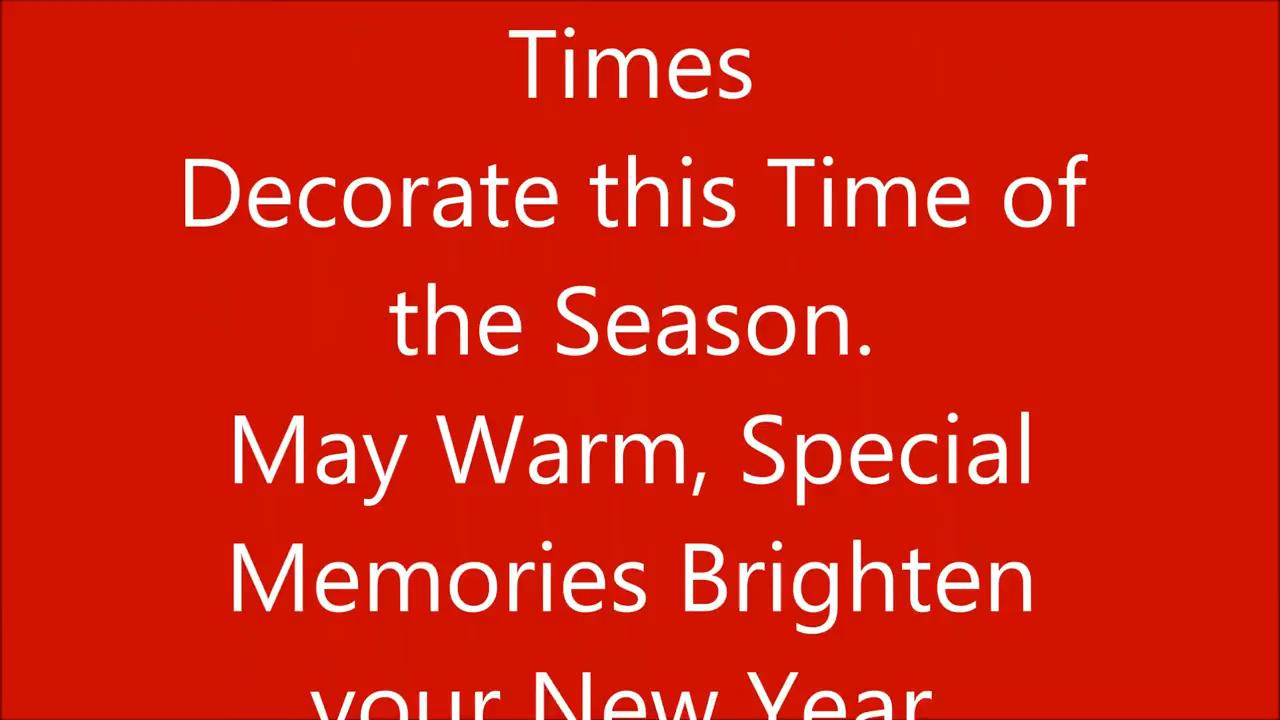 Times
Decorate this Time of
the Season.
May Warm, Special
Memories Brighten
your New Year